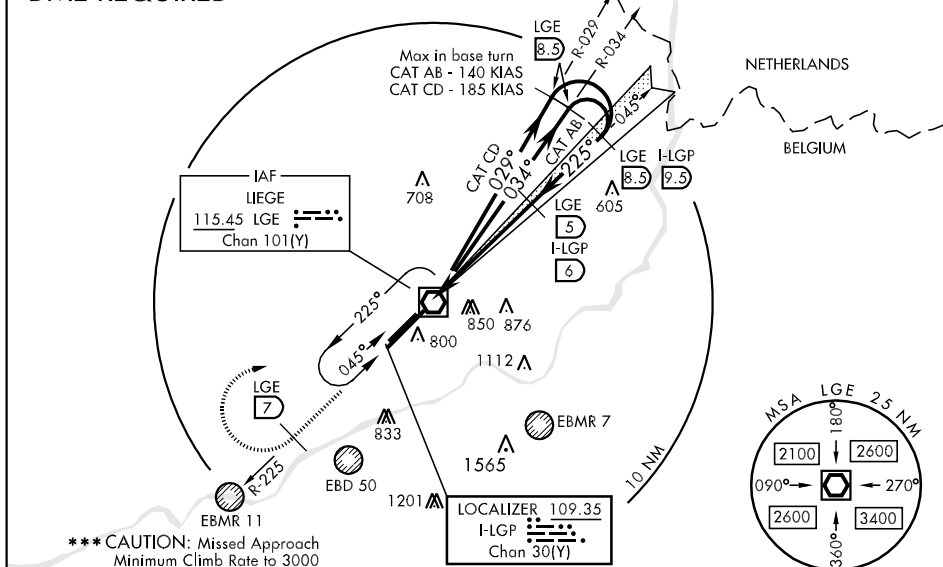 DME REQUIRED
LGE
8.5
R-029
R-034
Max in base turn
CAT AB - 140 KIAS
CAT CD - 185 KIAS
NETHERLANDS
BELGIUM
045°
CAT CD
029°
034°
CAT AB
225°
LGE
8.5
I-LGP
9.5
605
708
IAF
LIEGE
115.45 LGE
Chan 101(Y)
LGE
5
I-LGP
6
225°
045°
850
876
800
1112
LGE
7
833
EBMR 7
1565
R-225
EBD 50
EBMR 11
1201
10 NM
LOCALIZER 109.35
I-LGP
Chan 30(Y)
MSA LGE 25 NM
180°
2100
2600
090°
270°
2600
3400
360°
*** CAUTION: Missed Approach
Minimum Climb Rate to 3000